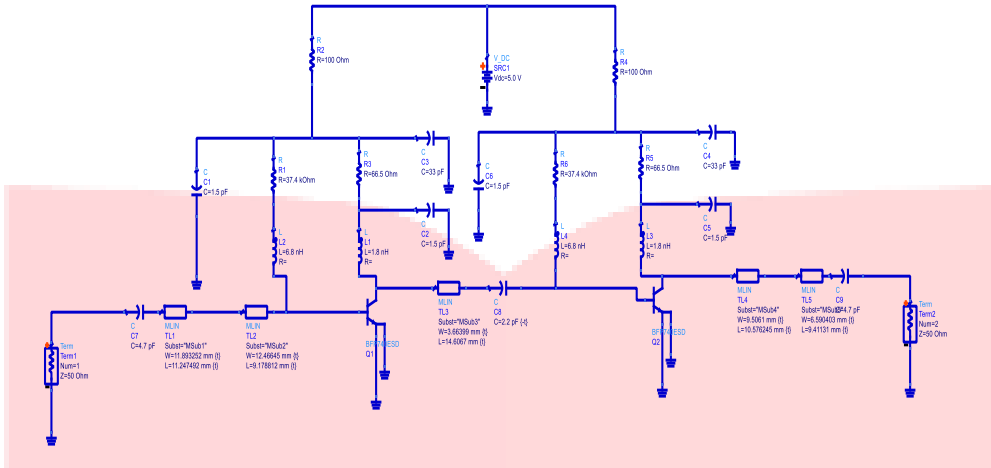 R
R2
R=100 Ohm
V_DC
SRC1
Vdc=5.0 V
R
R4
R=100 Ohm
C
C1
C=1.5 pF
R
R1
R=37.4 kOhm
R
R3
R=66.5 Ohm
C
C3
C=33 pF
C
C6
C=1.5 pF
R
R6
R=37.4 kOhm
R
R5
R=66.5 Ohm
C
C4
C=33 pF
L
L2
L=6.8 nH
R=
L
L1
L=1.8 nH
R=
C
C2
C=1.5 pF
L
L4
L=6.8 nH
R=
L
L3
L=1.8 nH
R=
C
C5
C=1.5 pF
Term
Term1
Num=1
Z=50 Ohm
C
C7
C=4.7 pF
MLIN
TL1
Subst="MSub1"
W=11.893252 mm {t}
L=11.247492 mm {t}
MLIN
TL2
Subst="MSub2"
W=12.46645 mm {t}
L=9.178812 mm {t}
Q1
MLIN
TL3
Subst="MSub3"
W=3.66399 mm {t}
L=14.6067 mm {t}
C
C8
C=2.2 pF {-t}
Q2
MLIN
TL4
Subst="MSub4"
W=9.5061 mm {t}
L=10.576245 mm {t}
MLIN
TL5
W=6.590403 mm {t}
L=9.41131 mm {t}
C
C9
C=4.7 pF
Term
Term2
Num=2
Z=50 Ohm